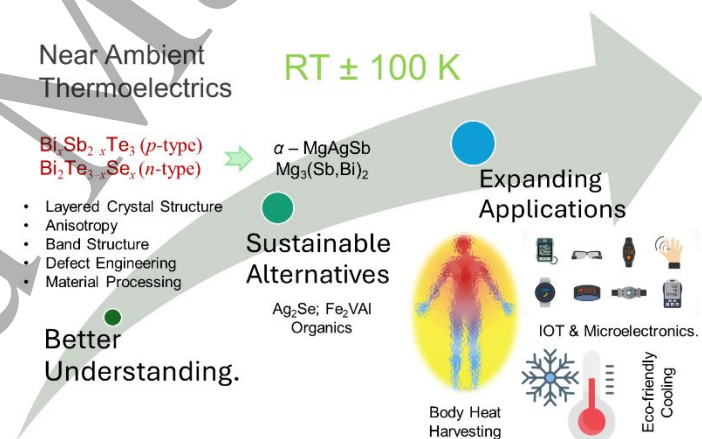 Near Ambient
Thermoelectrics
RT ± 100 K
BiₓSb₂₋ₓTe₃ (p-type)
Bi₂Te₃₋ₓSeₓ (n-type)
α – MgAgSb
Mg₃(Sb,Bi)₂
• Layered Crystal Structure
• Anisotropy
• Band Structure
• Defect Engineering
• Material Processing
Better
Understanding.
Sustainable
Alternatives
Ag₂Se; Fe₂VAl
Organics
Expanding
Applications
IOT & Microelectronics.
Body Heat
Harvesting
Eco-friendly
Cooling